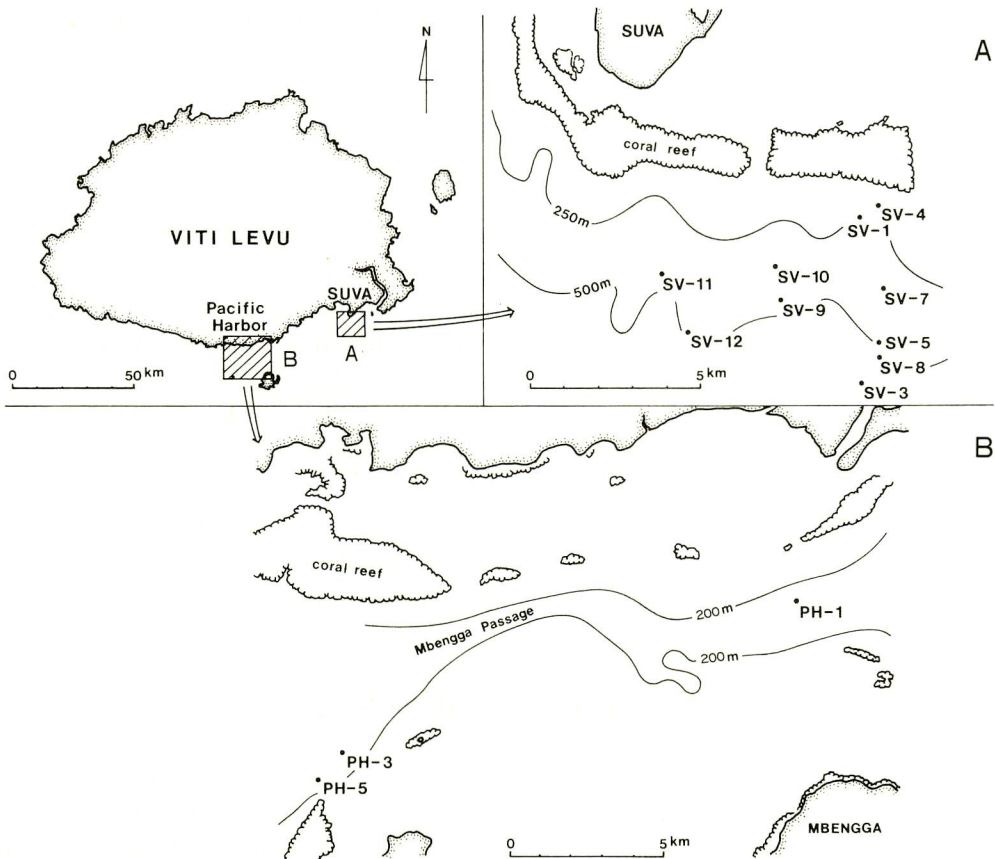 N
VITI LEVU
SUVA
Pacific
Harbor
A
B
0 50 km
SUVA
A
coral reef
250m
SV-4
SV-1
500m
SV-11
SV-10
SV-7
SV-9
SV-12
SV-5
SV-8
SV-3
0 5 km
B
coral reef
Mbengga Passage
200m
PH-1
200m
PH-3
PH-5
MBENGGA
0 5 km